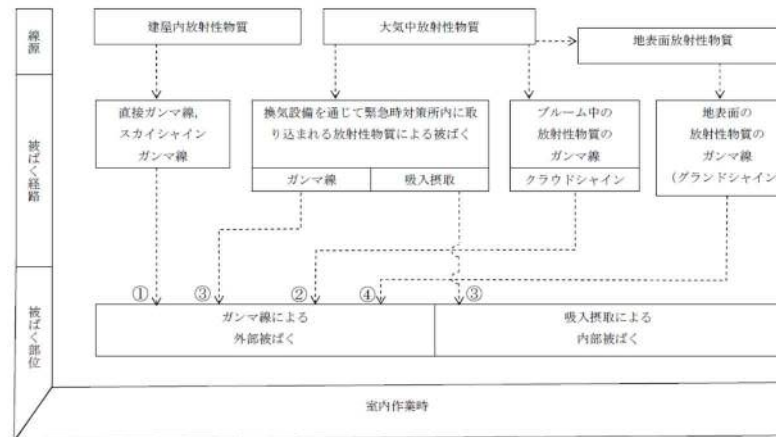 線源
建屋内放射性物質
大気中放射性物質
地表面放射性物質
被ばく経路
直接ガンマ線,
スカイシャイン
ガンマ線
換気設備を通じて緊急時対策所内に取
り込まれる放射性物質による被ばく
ガンマ線
吸入摂取
ブルーム中の
放射性物質の
ガンマ線
クラウドシャイン
地表面の
放射性物質の
ガンマ線
(グランドシャイン
①
③
②
④
③
被ばく部位
ガンマ線による
外部被ばく
吸入摂取による
内部被ばく
室内作業時